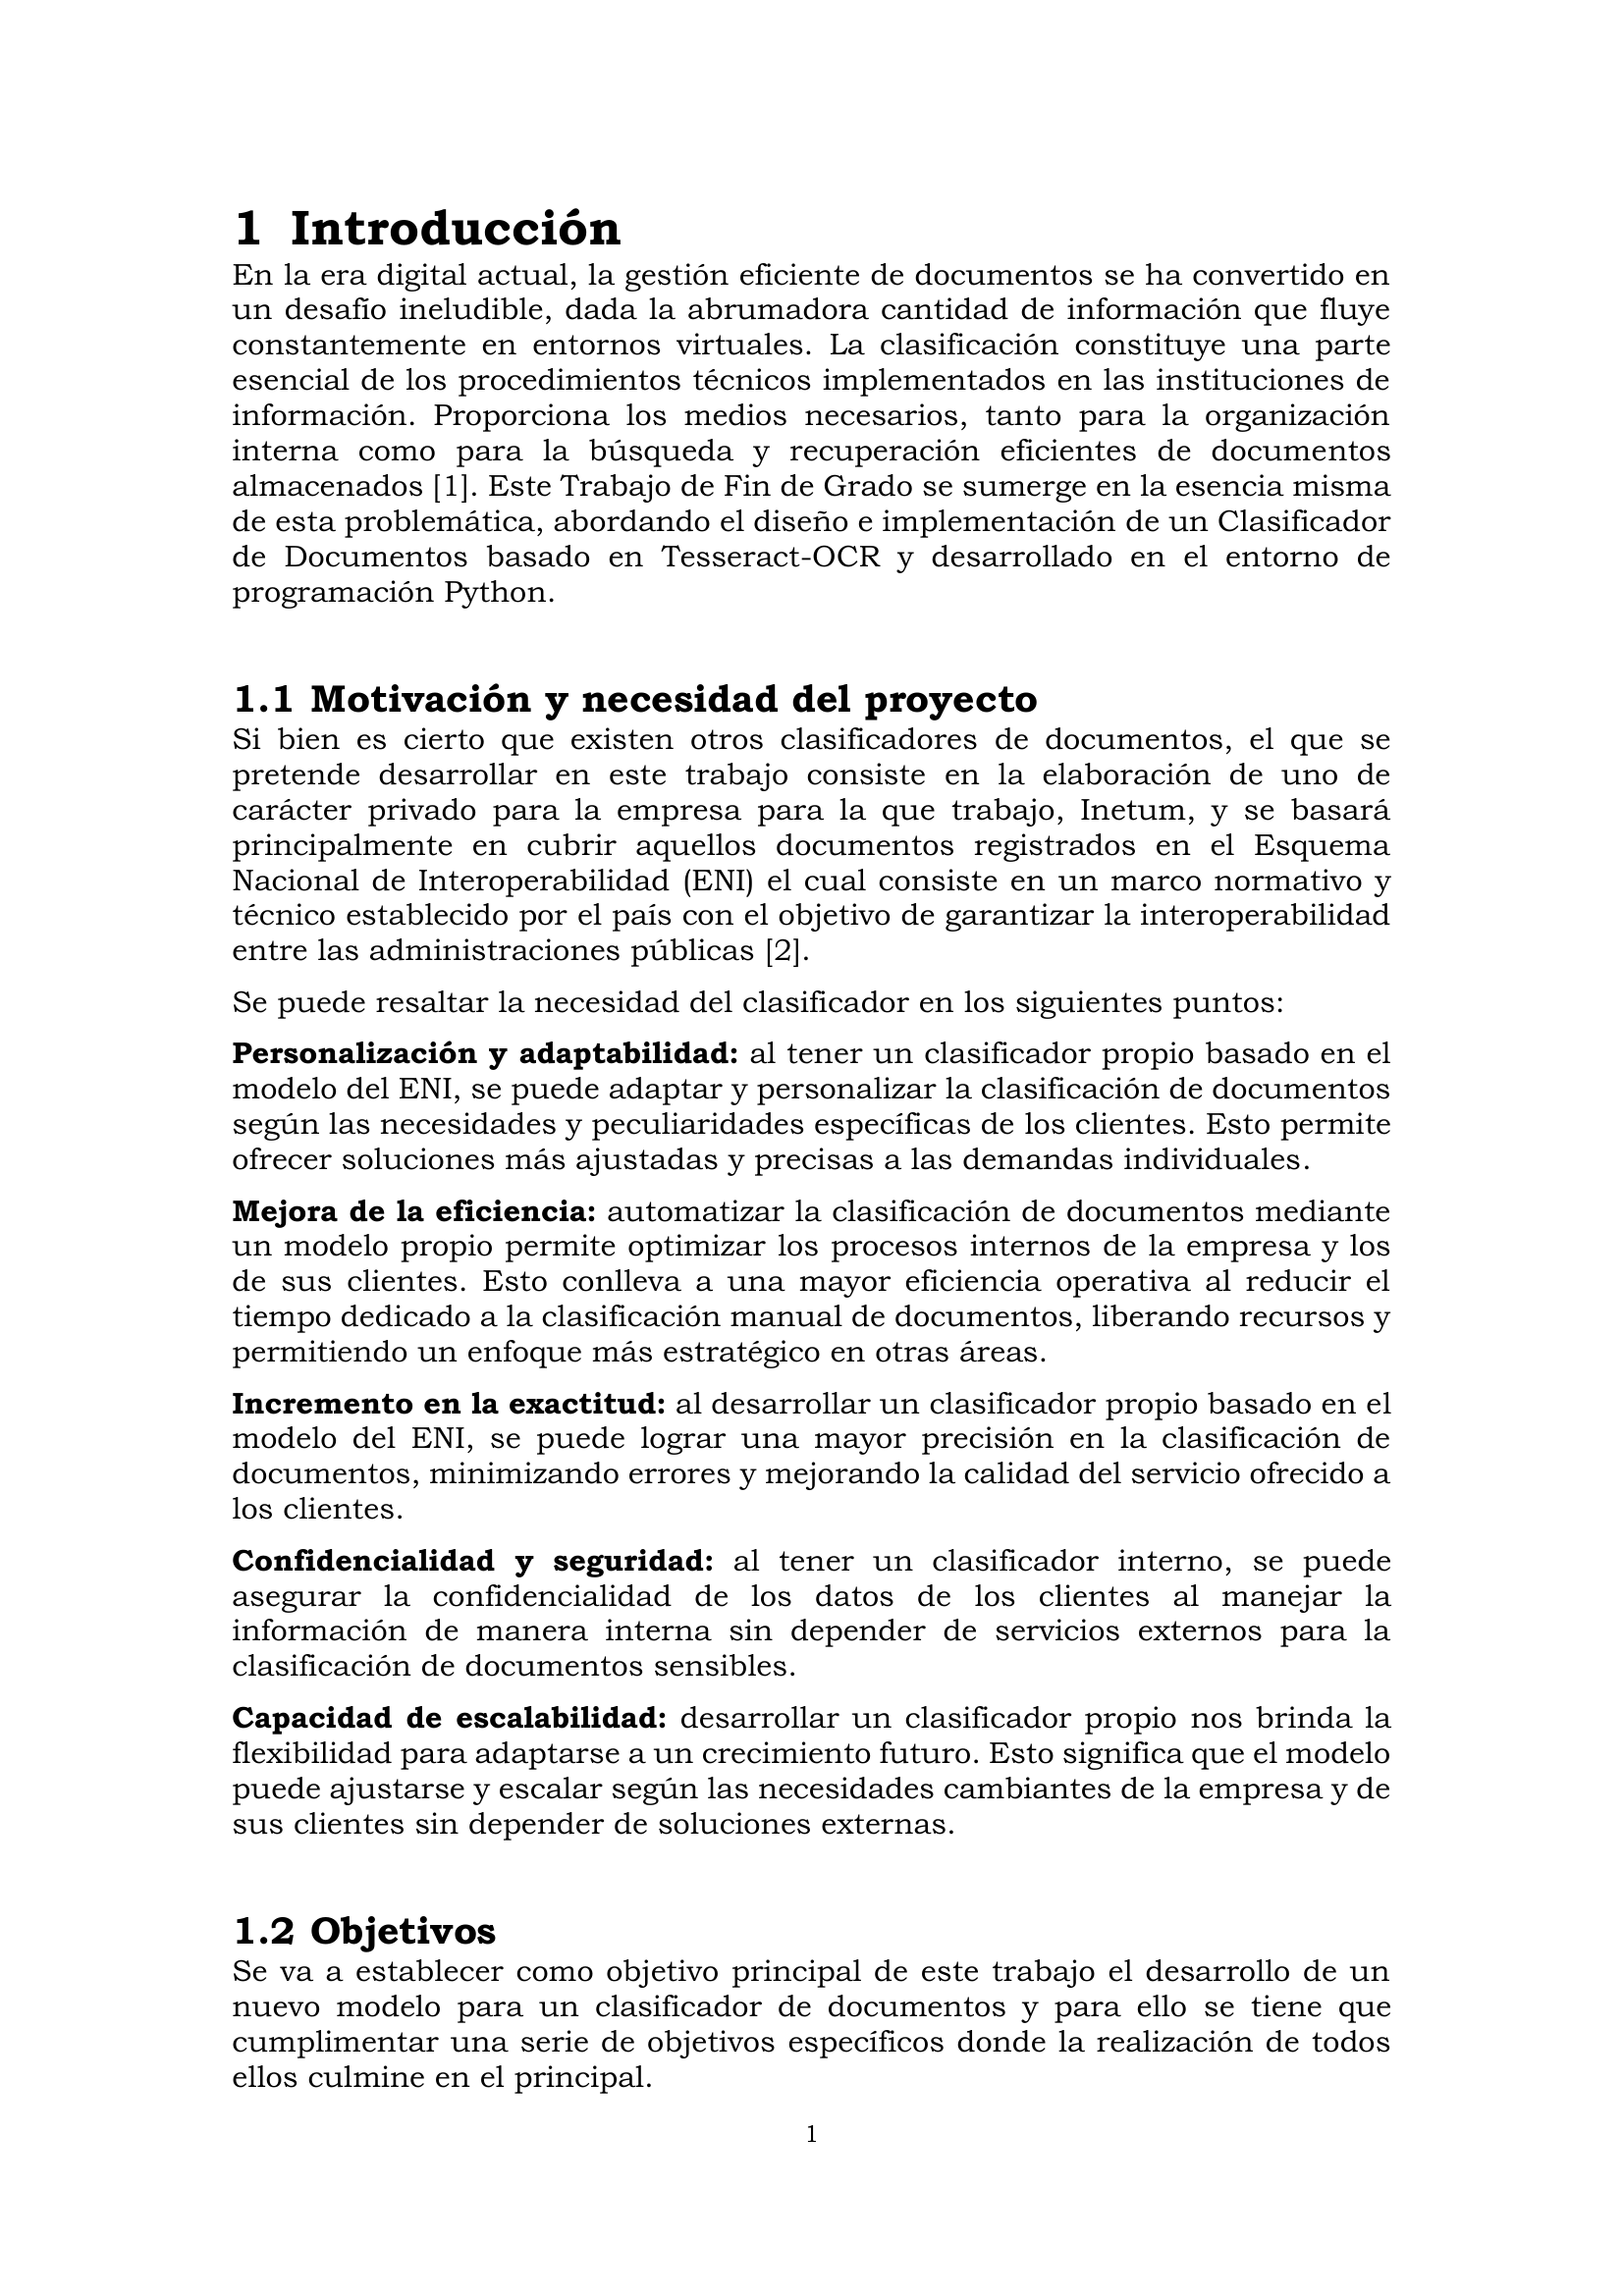 1 Introducción
En la era digital actual, la gestión eficiente de documentos se ha convertido en
un desafío ineludible, dada la abrumadora cantidad de información que fluye
constantemente en entornos virtuales. La clasificación constituye una parte
esencial de los procedimientos técnicos implementados en las instituciones de
información. Proporciona los medios necesarios, tanto para la organización
interna como para la búsqueda y recuperación eficientes de documentos
almacenados [1]. Este Trabajo de Fin de Grado se sumerge en la esencia misma
de esta problemática, abordando el diseño e implementación de un Clasificador
de Documentos basado en Tesseract-OCR y desarrollado en el entorno de
programación Python.
1.1 Motivación y necesidad del proyecto
Si bien es cierto que existen otros clasificadores de documentos, el que se
pretende desarrollar en este trabajo consiste en la elaboración de uno de
carácter privado para la empresa para la que trabajo, Inetum, y se basará
principalmente en cubrir aquellos documentos registrados en el Esquema
Nacional de Interoperabilidad (ENI) el cual consiste en un marco normativo y
técnico establecido por el país con el objetivo de garantizar la interoperabilidad
entre las administraciones públicas [2].
Se puede resaltar la necesidad del clasificador en los siguientes puntos:
Personalización y adaptabilidad: al tener un clasificador propio basado en el
modelo del ENI, se puede adaptar y personalizar la clasificación de documentos
según las necesidades y peculiaridades específicas de los clientes. Esto permite
ofrecer soluciones más ajustadas y precisas a las demandas individuales.
Mejora de la eficiencia: automatizar la clasificación de documentos mediante
un modelo propio permite optimizar los procesos internos de la empresa y los
de sus clientes. Esto conlleva a una mayor eficiencia operativa al reducir el
tiempo dedicado a la clasificación manual de documentos, liberando recursos y
permitiendo un enfoque más estratégico en otras áreas.
Incremento en la exactitud: al desarrollar un clasificador propio basado en el
modelo del ENI, se puede lograr una mayor precisión en la clasificación de
documentos, minimizando errores y mejorando la calidad del servicio ofrecido a
los clientes.
Confidencialidad y seguridad: al tener un clasificador interno, se puede
asegurar la confidencialidad de los datos de los clientes al manejar la
información de manera interna sin depender de servicios externos para la
clasificación de documentos sensibles.
Capacidad de escalabilidad: desarrollar un clasificador propio nos brinda la
flexibilidad para adaptarse a un crecimiento futuro. Esto significa que el modelo
puede ajustarse y escalar según las necesidades cambiantes de la empresa y de
sus clientes sin depender de soluciones externas.
1.2 Objetivos
Se va a establecer como objetivo principal de este trabajo el desarrollo de un
nuevo modelo para un clasificador de documentos y para ello se tiene que
cumplimentar una serie de objetivos específicos donde la realización de todos
ellos culmine en el principal.
1